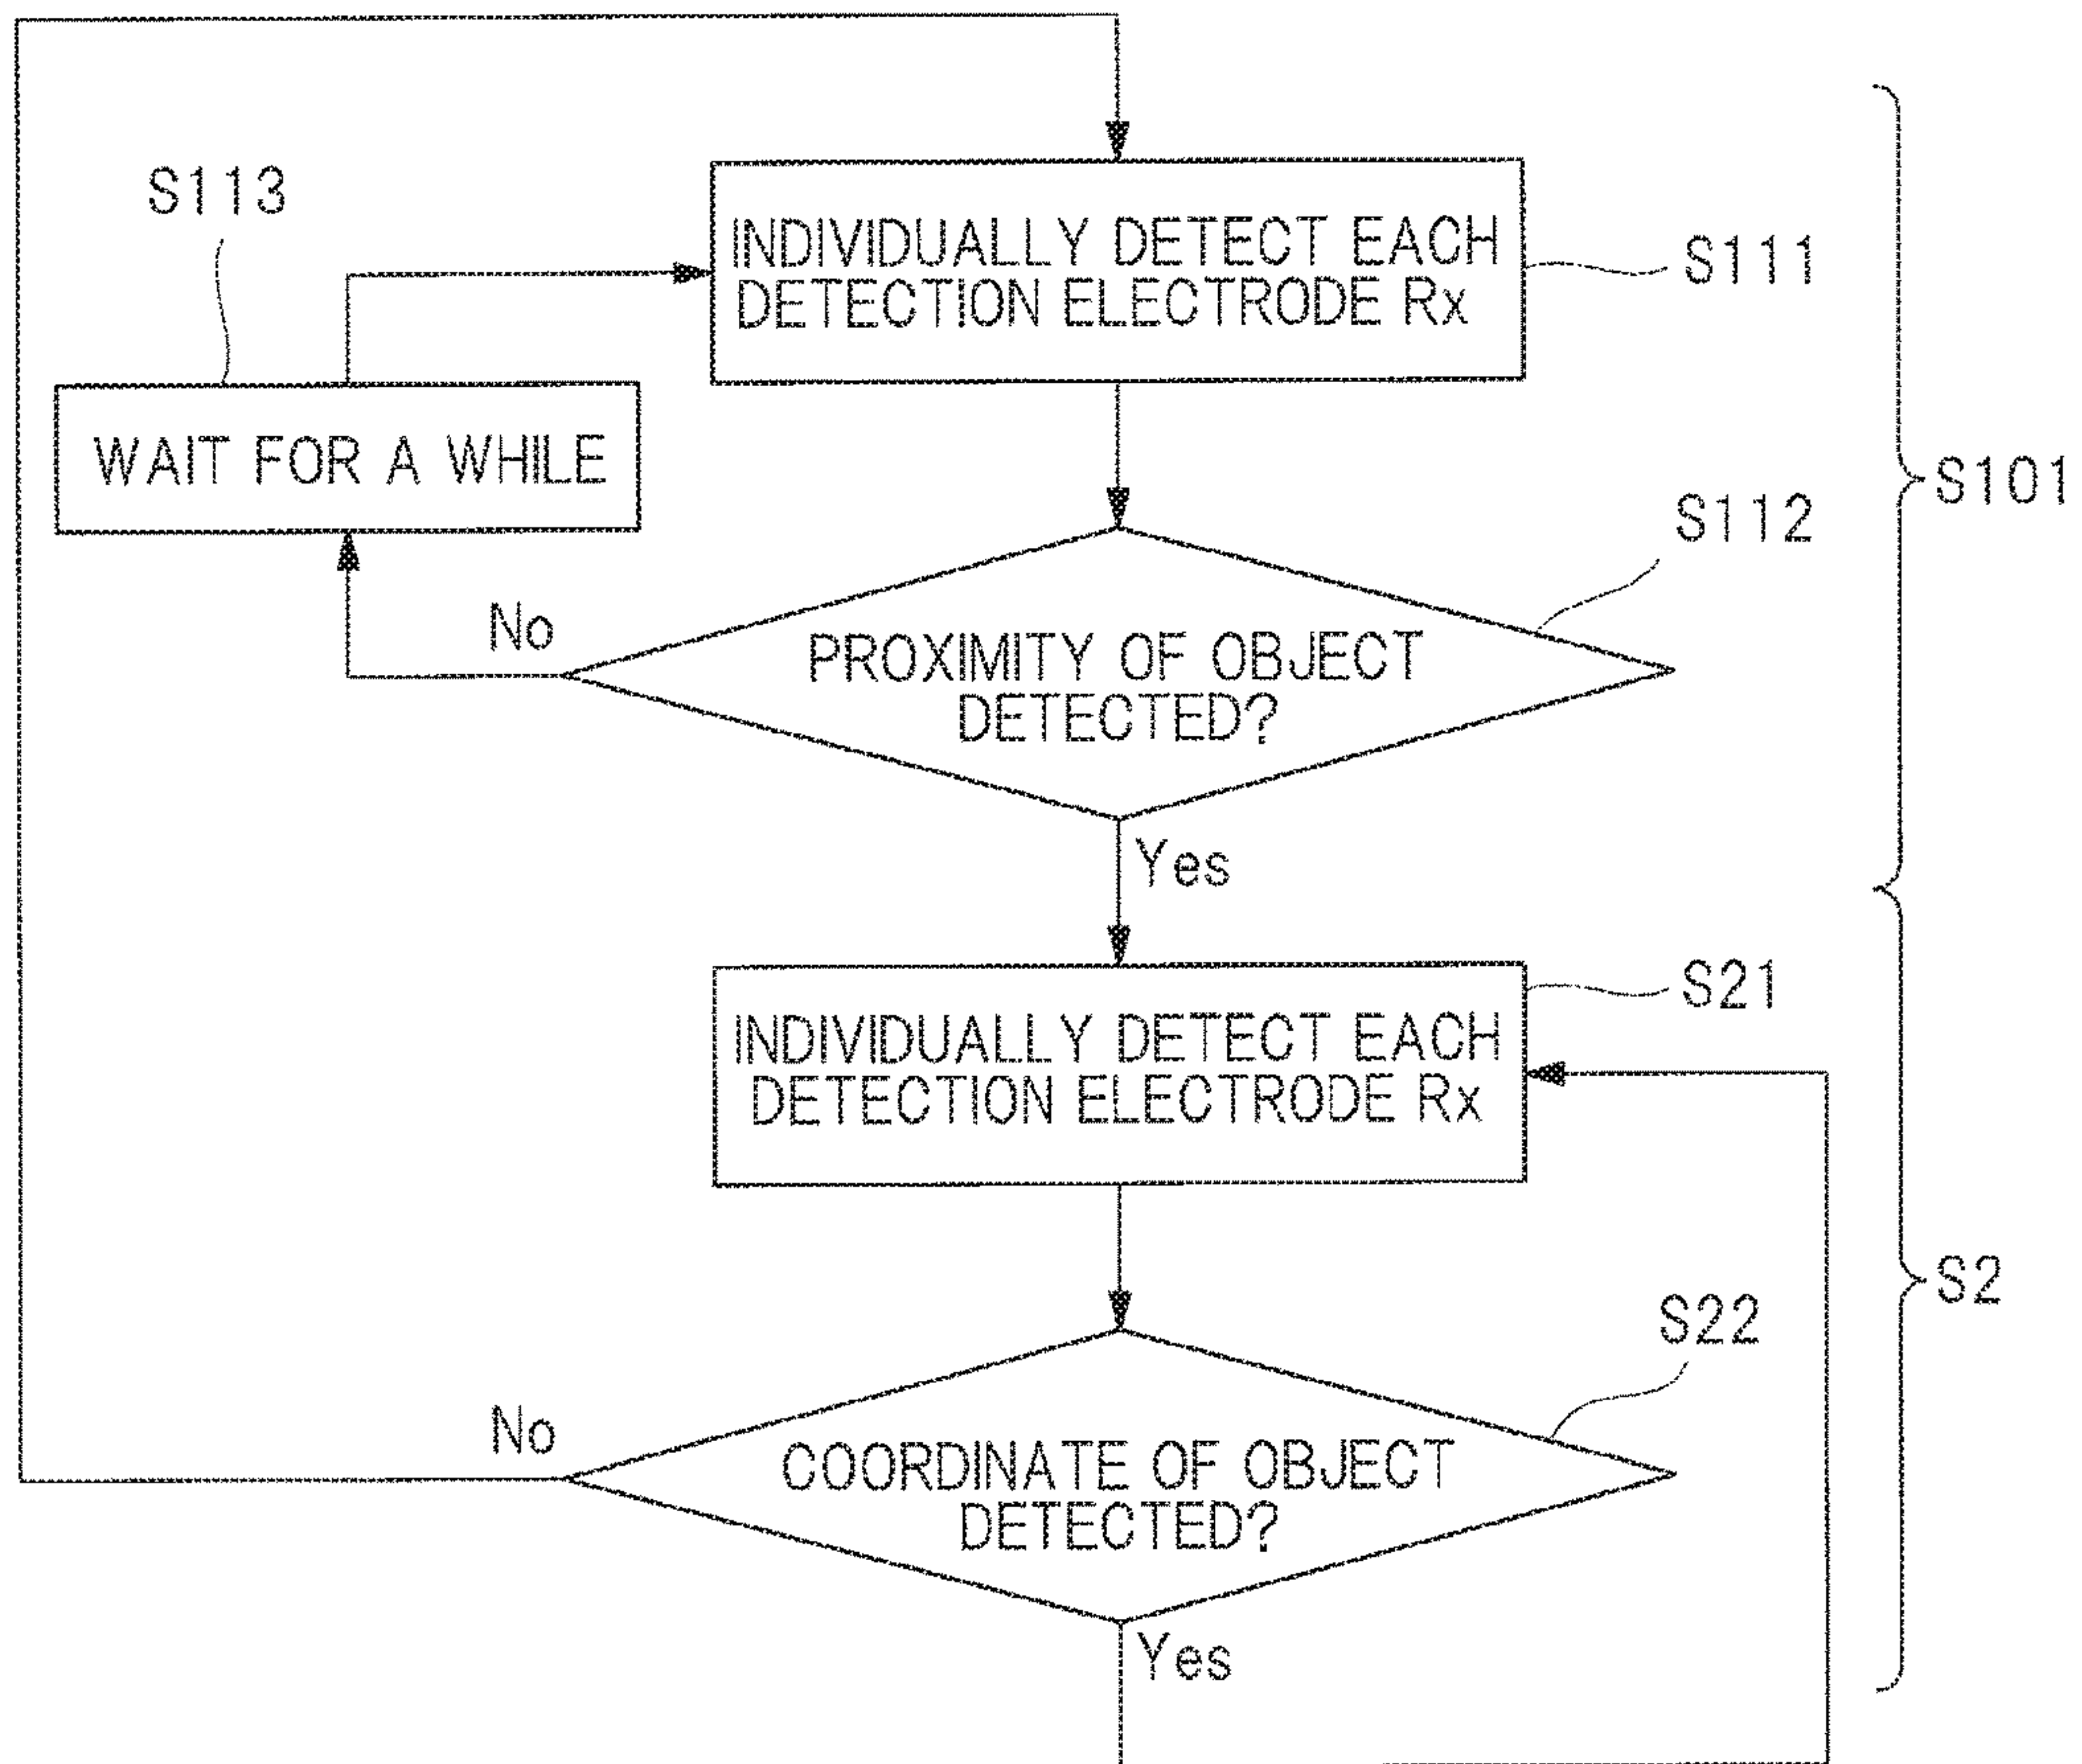 S113
INDIVIDUALLY DETECT EACH
DETECTION ELECTRODE Rx
S111
WAIT FOR A WHILE
S101
S112
No
PROXIMITY OF OBJECT
DETECTED?
Yes
S21
INDIVIDUALLY DETECT EACH
DETECTION ELECTRODE Rx
S2
S22
No
COORDINATE OF OBJECT
DETECTED?
Yes